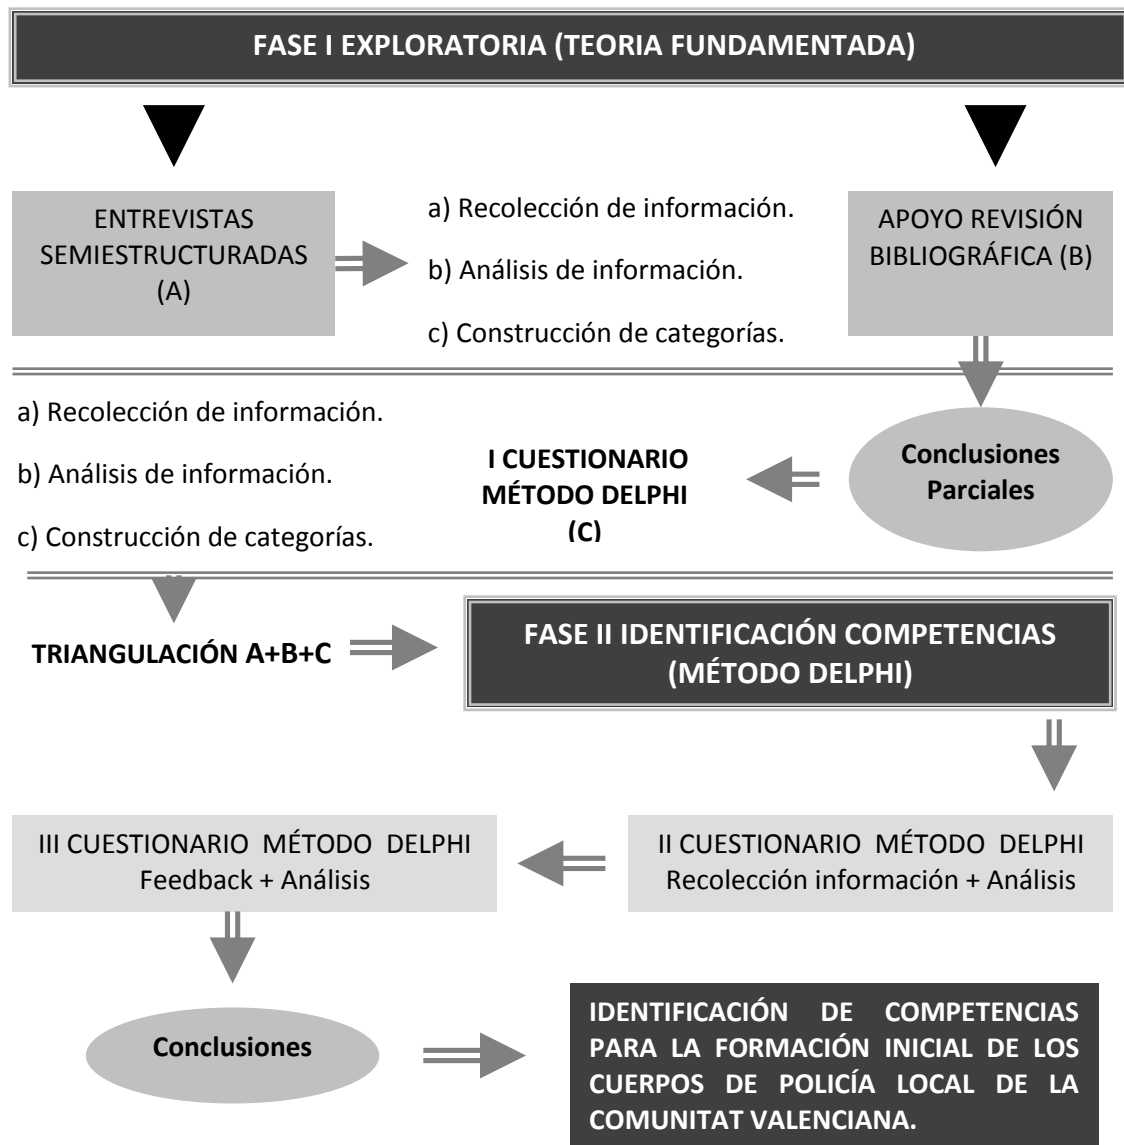 FASE I EXPLORATORIA (TEORIA FUNDAMENTADA)
ENTREVISTAS
SEMIESTRUCTURADAS
(A)
a) Recolección de información.
b) Análisis de información.
c) Construcción de categorías.
APOYO REVISIÓN
BIBLIOGRÁFICA (B)
a) Recolección de información.
b) Análisis de información.
c) Construcción de categorías.
I CUESTIONARIO
MÉTODO DELPHI
(C)
Conclusiones
Parciales
TRIANGULACIÓN A+B+C
FASE II IDENTIFICACIÓN COMPETENCIAS
(MÉTODO DELPHI)
III CUESTIONARIO MÉTODO DELPHI
Feedback + Análisis
II CUESTIONARIO MÉTODO DELPHI
Recolección información + Análisis
Conclusiones
IDENTIFICACIÓN DE COMPETENCIAS
PARA LA FORMACIÓN INICIAL DE LOS
CUERPOS DE POLICÍA LOCAL DE LA
COMUNITAT VALENCIANA.